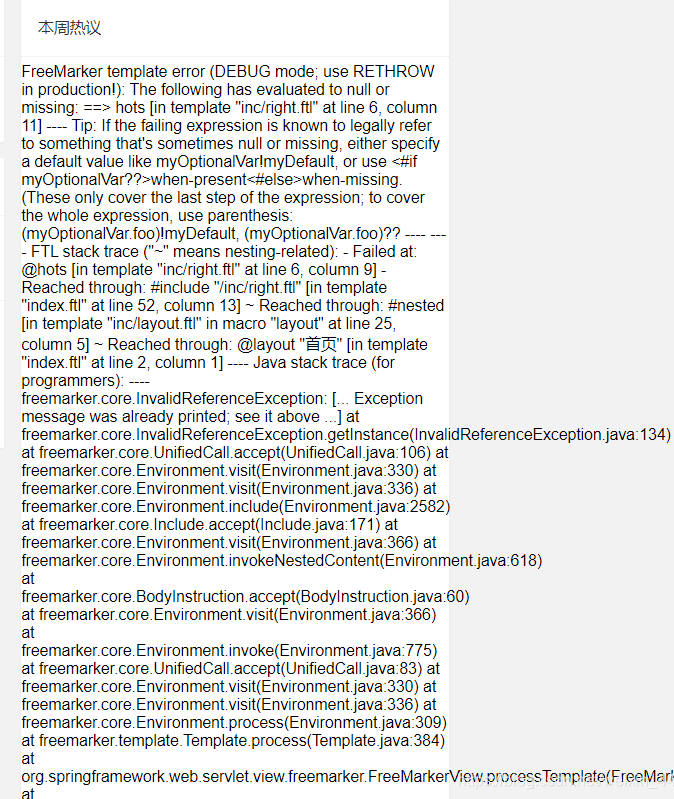 本周热议
FreeMarker template error (DEBUG mode; use RETHROW
in production!): The following has evaluated to null or
missing: ==> hots [in template "inc/right.ftl" at line 6, column
11] ---- Tip: If the failing expression is known to legally refer
to something that's sometimes null or missing, either specify
a default value like myOptionalVar!myDefault, or use <#if
myOptionalVar??>when-present<#else>when-missing.
(These only cover the last step of the expression; to cover
the whole expression, use parenthesis:
(myOptionalVar.foo)!myDefault, (myOptionalVar.foo)?? ---- ---
- FTL stack trace ("~" means nesting-related): - Failed at:
@hots [in template "inc/right.ftl" at line 6, column 9] -
Reached through: #include "/inc/right.ftl" [in template
"index.ftl" at line 52, column 13] ~ Reached through: #nested
[in template "inc/layout.ftl" in macro "layout" at line 25,
column 5] ~ Reached through: @layout "首页" [in template
"index.ftl" at line 2, column 1] ---- Java stack trace (for
programmers): ----
freemarker.core.InvalidReferenceException: [... Exception
message was already printed; see it above ...] at
freemarker.core.InvalidReferenceException.getInstance(InvalidReferenceException.java:134)
at freemarker.core.UnifiedCall.accept(UnifiedCall.java:106) at
freemarker.core.Environment.visit(Environment.java:330) at
freemarker.core.Environment.visit(Environment.java:336) at
freemarker.core.Environment.include(Environment.java:2582)
at freemarker.core.Include.accept(Include.java:171) at
freemarker.core.Environment.visit(Environment.java:366) at
freemarker.core.Environment.invokeNestedContent(Environment.java:618)
at
freemarker.core.BodyInstruction.accept(BodyInstruction.java:60)
at freemarker.core.Environment.visit(Environment.java:366)
at
freemarker.core.Environment.invoke(Environment.java:775)
at freemarker.core.UnifiedCall.accept(UnifiedCall.java:83) at
freemarker.core.Environment.visit(Environment.java:330) at
freemarker.core.Environment.visit(Environment.java:336) at
freemarker.core.Environment.process(Environment.java:309)
at freemarker.template.Template.process(Template.java:384)
at
org.springframework.web.servlet.view.freemarker.FreeMarkerView.processTemplate(FreeMark
at